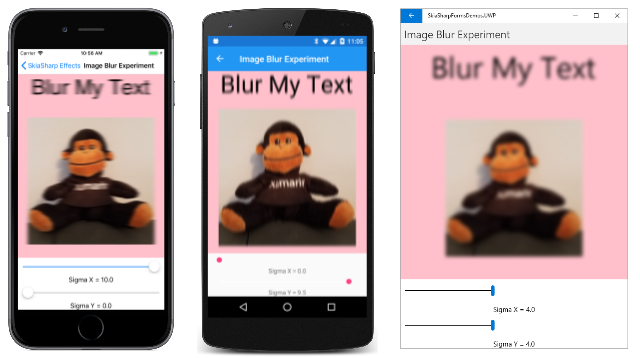 Carrier 10:56 AM
SkiaSharp Effects Image Blur Experiment
Blur My Text
Sigma X = 10.0
Sigma Y = 0.0
11:05
Image Blur Experiment
Blur My Text
Sigma X = 0.0
Sigma Y = 9.5
SkiaSharpFormsDemos.UWP
Image Blur Experiment
Blur My Text
Sigma X = 4.0
Sigma Y = 4.0